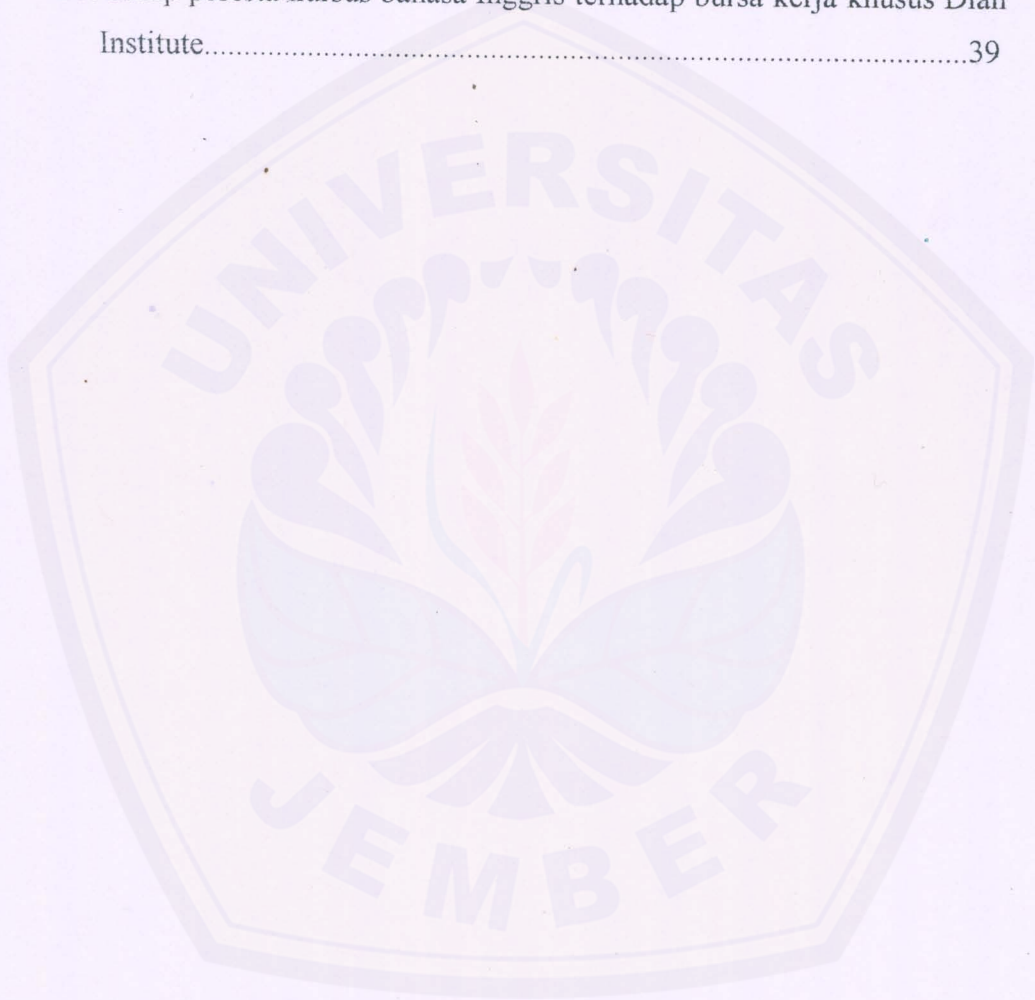 peserta kursus bahasa Inggris terhadap bursa kerja khusus Dian
Institute.....................................................................................................39
UNIVERSITAS
JEMBER